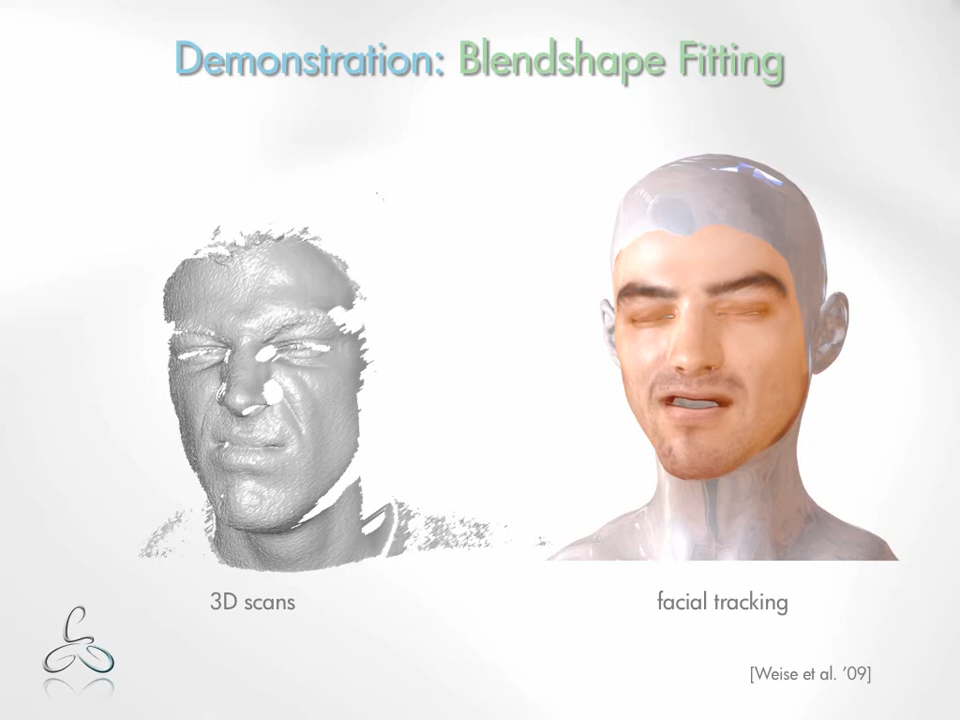 Demonstration: Blendshape Fitting
3D scans
facial tracking
[Weise et al. ’09]